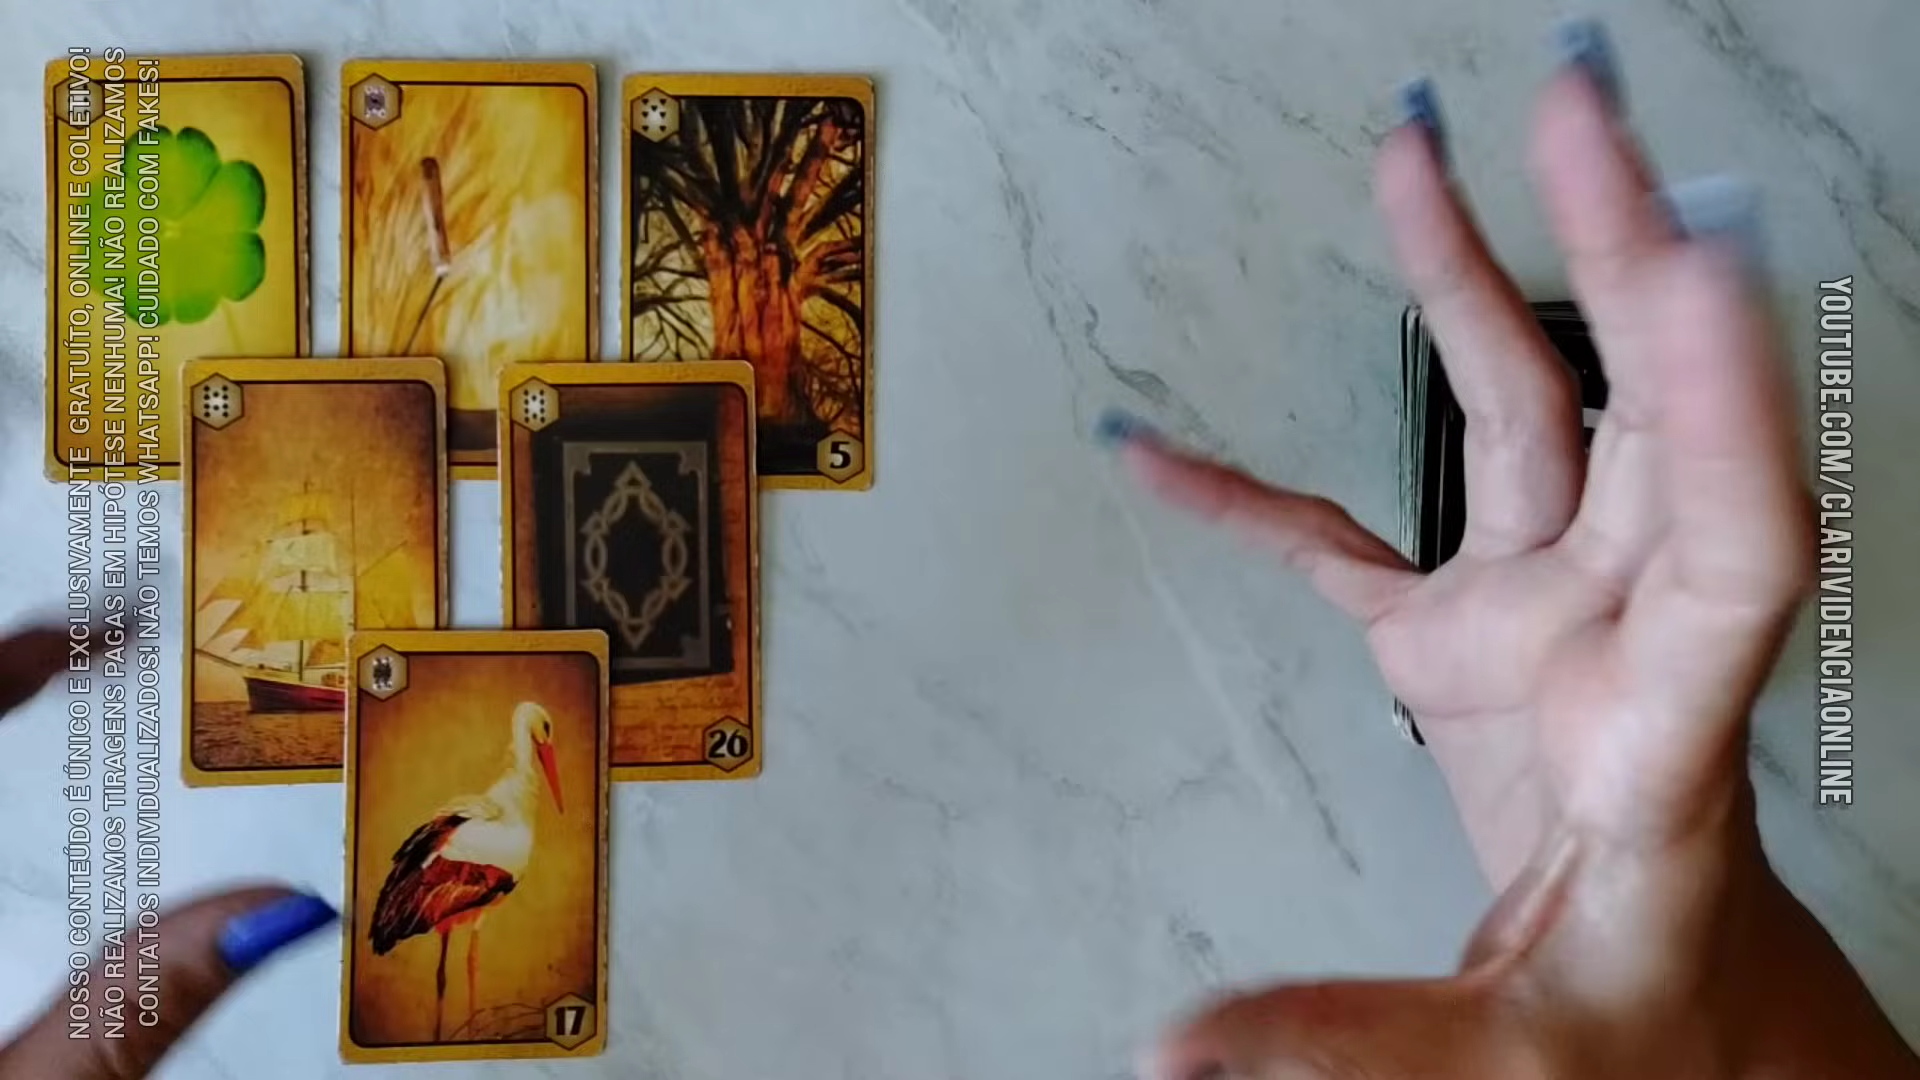 NOSSO CONTEÚDO É ÚNICO E EXCLUSIVAMENTE GRATUÍTO, ONLINE E COLETIVO!
NÃO REALIZAMOS TIRAGENS PAGAS EM HIPÓTESE NENHUMA! NÃO REALIZAMOS
CONTATOS INDIVIDUALIZADOS! NÃO TEMOS WHATSAPP! CUIDADO COM FAKES!
5
26
17
YOUTUBE.COM/CLARIVIDENCIAONLINE